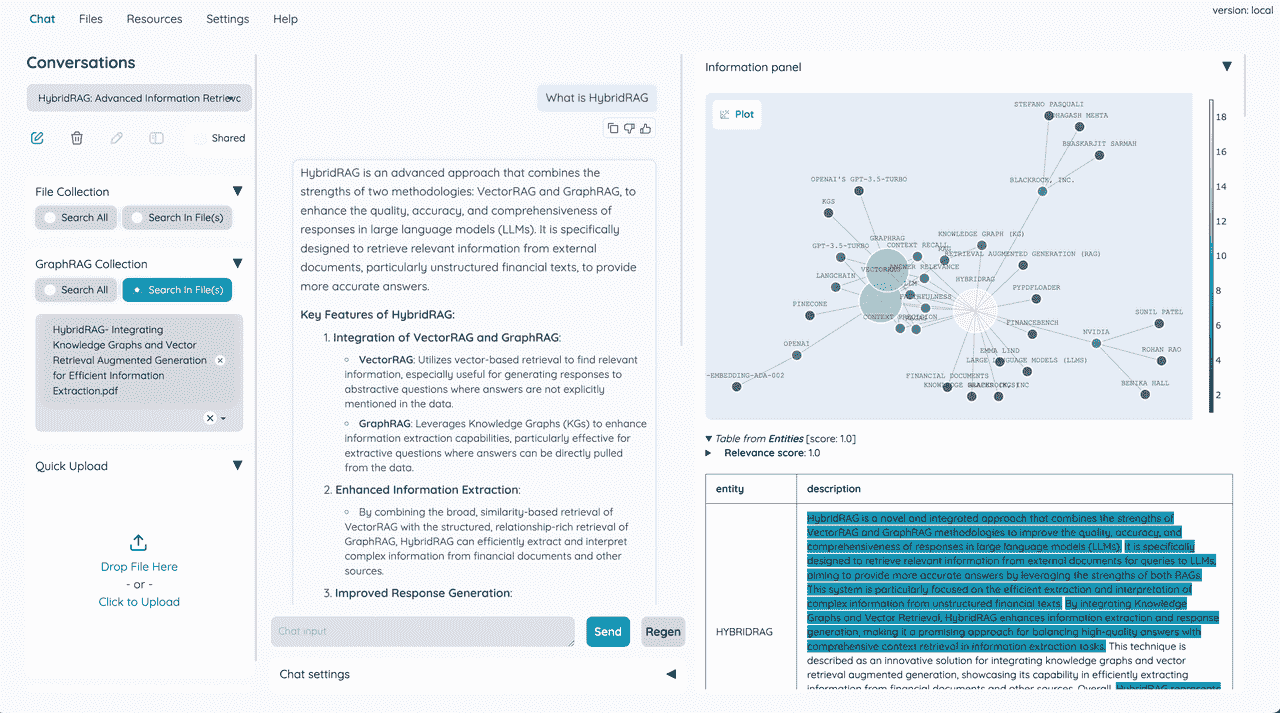 Chat Files Resources Settings Help
version: local
Conversations
HybridRAG: Advanced Information Retrievc
Shared
File Collection
Search All Search In File(s)
GraphRAG Collection
Search All Search In File(s)
HybridRAG- Integrating
Knowledge Graphs and Vector
Retrieval Augmented Generation
for Efficient Information
Extraction.pdf
Quick Upload
Drop File Here
- or -
Click to Upload
What is HybridRAG
HybridRAG is an advanced approach that combines the
strengths of two methodologies: VectorRAG and GraphRAG, to
enhance the quality, accuracy, and comprehensiveness of
responses in large language models (LLMs). It is specifically
designed to retrieve relevant information from external
documents, particularly unstructured financial texts, to provide
more accurate answers.
Key Features of HybridRAG:
1. Integration of VectorRAG and GraphRAG:
VectorRAG: Utilizes vector-based retrieval to find relevant
information, especially useful for generating responses to
abstractive questions where answers are not explicitly
mentioned in the data.
GraphRAG: Leverages Knowledge Graphs (KGs) to enhance
information extraction capabilities, particularly effective for
extractive questions where answers can be directly pulled
from the data.
2. Enhanced Information Extraction:
By combining the broad, similarity-based retrieval of
VectorRAG with the structured, relationship-rich retrieval of
GraphRAG, HybridRAG can efficiently extract and interpret
complex information from financial documents and other
sources.
3. Improved Response Generation:
Chat input
Send
Regen
Chat settings
Information panel
Plot
STEFANO PASQUALI
BHAGASH MEHTA
BHASKARJIT SARMAH
BLACKROCK, INC.
OPENAI'S GPT-3.5-TURBO
KGS
GRAPHRAG
KNOWLEDGE GRAPH (KG)
GPT-3.5-TURBO
CONTEXT RECALL
RETRIEVAL AUGMENTED GENERATION (RAG)
VECTORRAG
ANSWER RELEVANCE
LANGCHAIN
HYBRIDRAG
PYPDFLOADER
PINECONE
FAITHFULNESS
CONTEXT PRECISION
FINANCEBENCH
SUNIL PATEL
NVIDIA
OPENAI
EMMA LIND
ROHAN RAO
LARGE LANGUAGE MODELS (LLMS)
-EMBEDDING-ADA-002
FINANCIAL DOCUMENTS
BENIKA HALL
18
16
14
12
10
8
6
4
2
Table from Entities [score: 1.0]
Relevance score: 1.0
entity description
HYBRIDRAG
HybridRAG is a novel and integrated approach that combines the strengths of
VectorRAG and GraphRAG methodologies to improve the quality, accuracy, and
comprehensiveness of responses in large language models (LLMs). It is specifically
designed to retrieve relevant information from external documents for queries to LLMs,
aiming to provide more accurate answers by leveraging the strengths of both RAGs.
This system is particularly focused on the efficient extraction and interpretation of
complex information from unstructured financial texts. By integrating Knowledge
Graphs and Vector Retrieval, HybridRAG enhances information extraction and response
generation, making it a promising approach for balancing high-quality answers with
comprehensive context retrieval in information extraction tasks. This technique is
described as an innovative solution for integrating knowledge graphs and vector
retrieval augmented generation, showcasing its capability in efficiently extracting
information from financial documents and other sources. Overall, HybridRAG represents